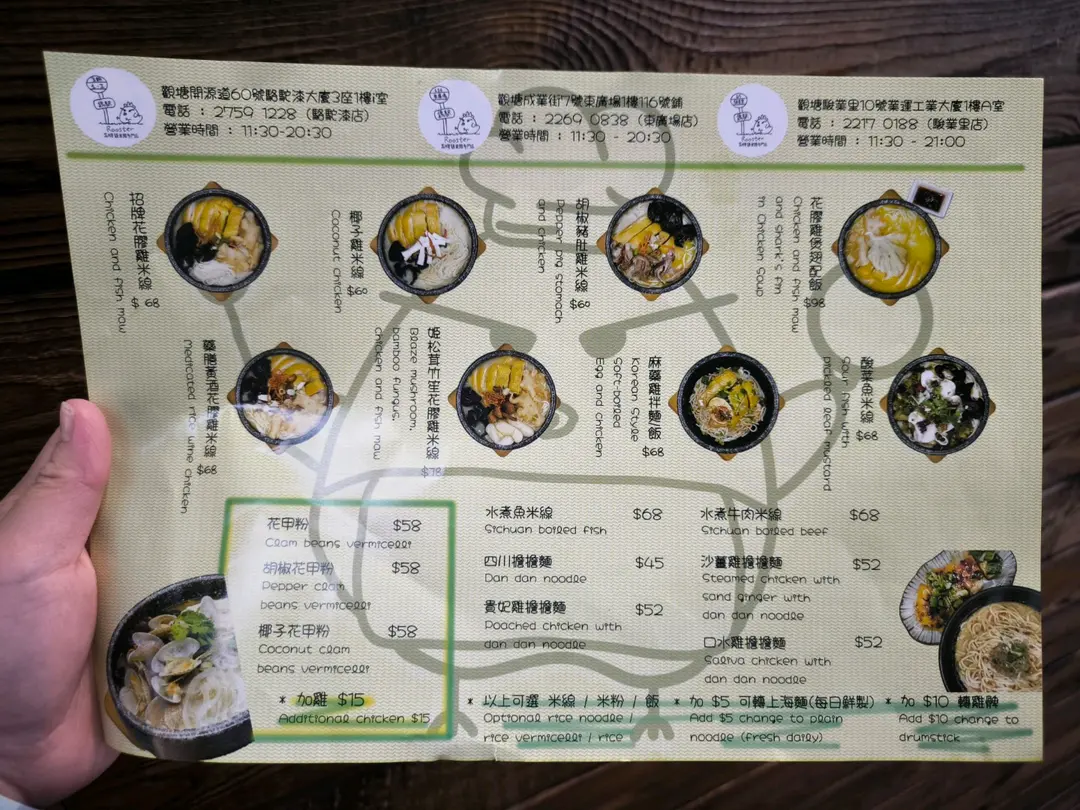 觀塘開源道60號駱駝漆大廈3座1樓i室
電話 : 2759 1228 (駱駝漆店)
營業時間 : 11:30-20:30
Rooster
觀塘成業街7號東廣場1樓116號舖
電話 : 2269 0838 (東廣場店)
營業時間 : 11:30 - 20:30
Rooster
觀塘駿業里10號業運工業大廈1樓A室
電話 : 2217 0188 (駿業里店)
營業時間 : 11:30 - 21:00
Rooster
招牌花膠雞米線
$68
Chicken and fish maw
椰子雞米線
$60
Coconut chicken
胡椒豬肚雞米線
$60
Pepper pig stomach
and chicken
花膠雞煲翅配飯
$98
Chicken and fish maw
and shark's fin
in Chicken Soup
藥膳黃酒花膠雞米線
$68
Medicated rice wine chicken
姬松茸竹笙花膠雞米線
$78
Blaze mushroom,
bamboo fungus,
chicken and fish maw
麻藥雞拌麵/飯
$68
Korean Style
Soft-boiled
Egg and chicken
酸菜魚米線
$68
Sour fish with
pickled leaf mustard
花甲粉 $58
Clam beans vermicelli
胡椒花甲粉 $58
Pepper clam
beans vermicelli
椰子花甲粉 $58
Coconut clam
beans vermicelli
* 加雞 $15
Additional chicken $15
水煮魚米線 $68
Sichuan boiled fish
四川擔擔麵 $45
Dan dan noodle
貴妃雞擔擔麵 $52
Poached chicken with
dan dan noodle
水煮牛肉米線 $68
Sichuan boiled beef
沙薑雞擔擔麵 $52
Steamed chicken with
sand ginger with
dan dan noodle
口水雞擔擔麵 $52
Saliva chicken with
dan dan noodle
* 以上可選 米線 / 米粉 / 飯
Optional rice noodle /
rice vermicelli / rice
* 加 $5 可轉上海麵(每日鮮製)
Add $5 change to plain
noodle (fresh daily)
* 加 $10 轉雞髀
Add $10 change to
drumstick